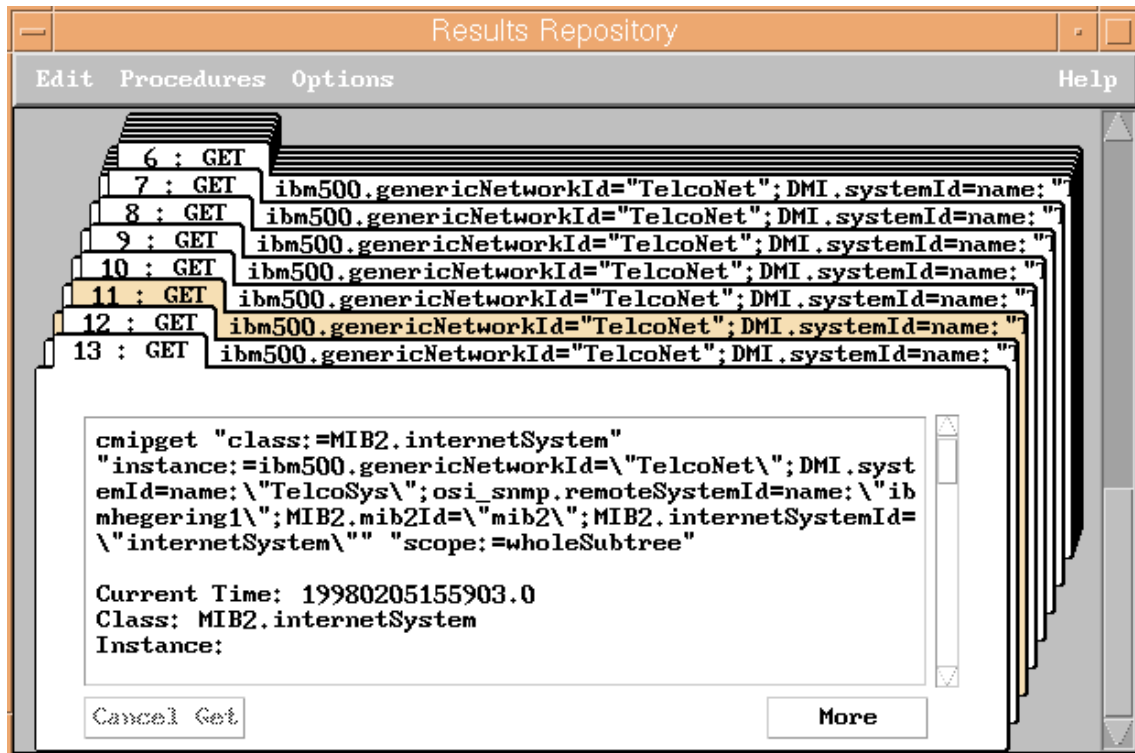 Results Repository
Edit Procedures Options Help
6 : GET
7 : GET ibm500.genericNetworkId="TelcoNet";DMI.systemId=name:"T
8 : GET ibm500.genericNetworkId="TelcoNet";DMI.systemId=name:"T
9 : GET ibm500.genericNetworkId="TelcoNet";DMI.systemId=name:"T
10 : GET ibm500.genericNetworkId="TelcoNet";DMI.systemId=name:"T
11 : GET ibm500.genericNetworkId="TelcoNet";DMI.systemId=name:"T
12 : GET ibm500.genericNetworkId="TelcoNet";DMI.systemId=name:"T
13 : GET ibm500.genericNetworkId="TelcoNet";DMI.systemId=name:"T
cmipget "class:=MIB2.internetSystem"
"instance:=ibm500.genericNetworkId=\"TelcoNet\";DMI.syst
emId=name:\"TelcoSys\";osi_snmp.remoteSystemId=name:\"ib
mhegering1\";MIB2.mib2Id=\"mib2\";MIB2.internetSystemId=
\"internetSystem\"" "scope:=wholeSubtree"
Current Time: 19980205155903.0
Class: MIB2.internetSystem
Instance:
Cancel Get More